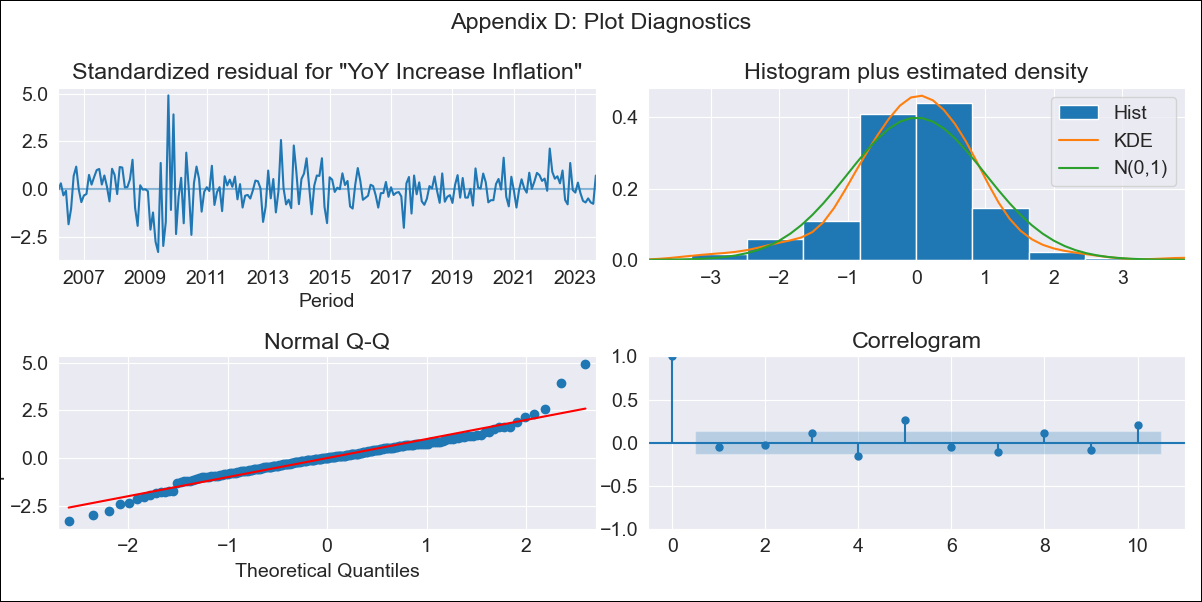 Appendix D: Plot Diagnostics
Standardized residual for "YoY Increase Inflation"
5.0
2.5
0.0
−2.5
2007 2009 2011 2013 2015 2017 2019 2021 2023
Period
Histogram plus estimated density
0.4
0.2
0.0
−3 −2 −1 0 1 2 3
Hist
KDE
N(0,1)
Normal Q-Q
5.0
2.5
0.0
−2.5
−2 −1 0 1 2
Theoretical Quantiles
Correlogram
1.0
0.5
0.0
−0.5
−1.0
0 2 4 6 8 10